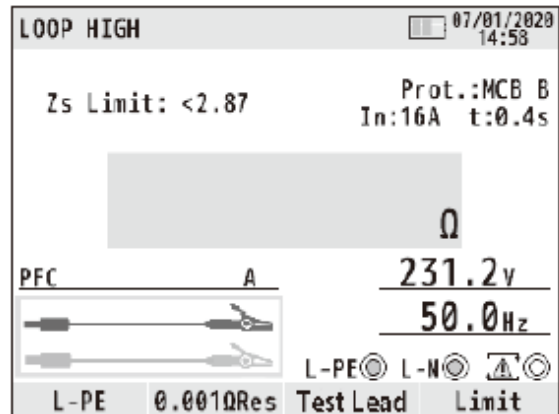 LOOP HIGH
07/01/2020
14:58
Zs Limit: <2.87
Prot.:MCB B
In:16A t:0.4s
Ω
PFC A
231.2V
50.0Hz
L-PE L-N
L-PE 0.001ΩRes Test Lead Limit